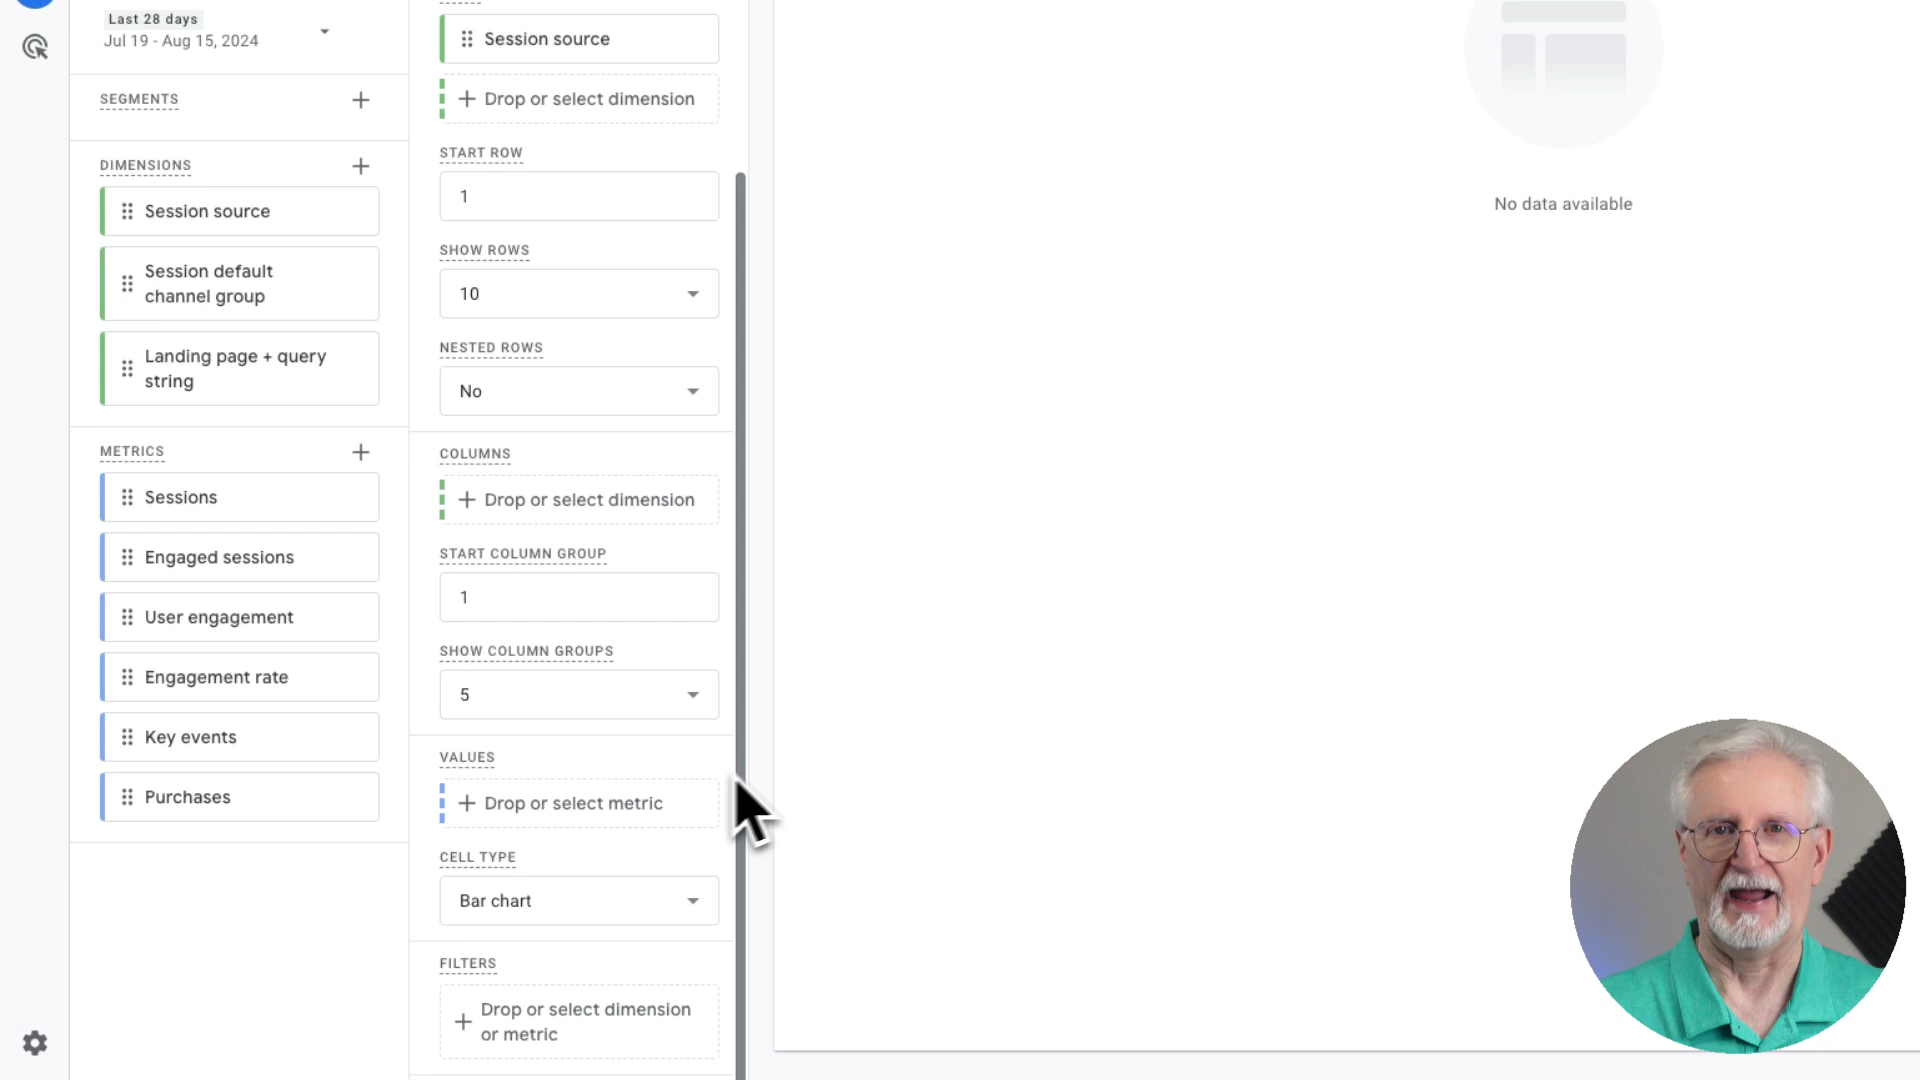 Last 28 days
Jul 19 - Aug 15, 2024
SEGMENTS
DIMENSIONS
Session source
Session default
channel group
Landing page + query
string
METRICS
Sessions
Engaged sessions
User engagement
Engagement rate
Key events
Purchases
Session source
Drop or select dimension
START ROW
1
SHOW ROWS
10
NESTED ROWS
No
COLUMNS
Drop or select dimension
START COLUMN GROUP
1
SHOW COLUMN GROUPS
5
VALUES
Drop or select metric
CELL TYPE
Bar chart
FILTERS
Drop or select dimension
or metric
No data available